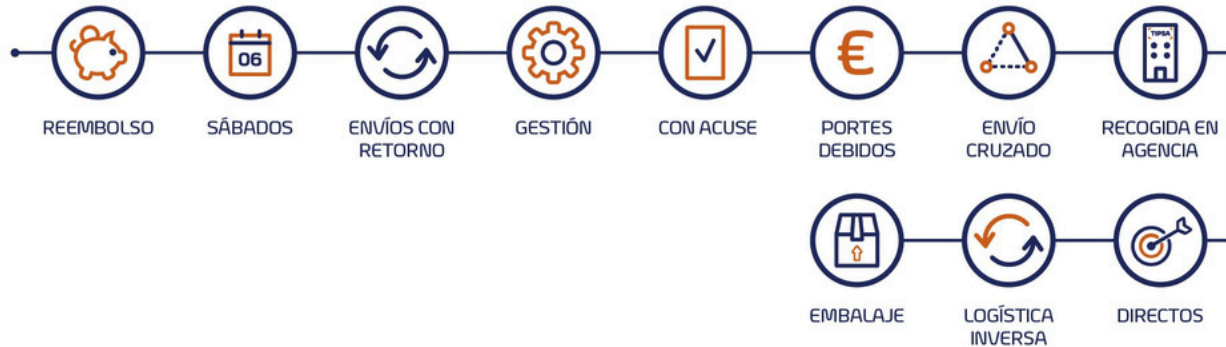 06
TIPSA
REEMBOLSO
SÁBADOS
ENVÍOS CON
RETORNO
GESTIÓN
CON ACUSE
PORTES
DEBIDOS
ENVÍO
CRUZADO
RECOGIDA EN
AGENCIA
EMBALAJE
LOGÍSTICA
INVERSA
DIRECTOS